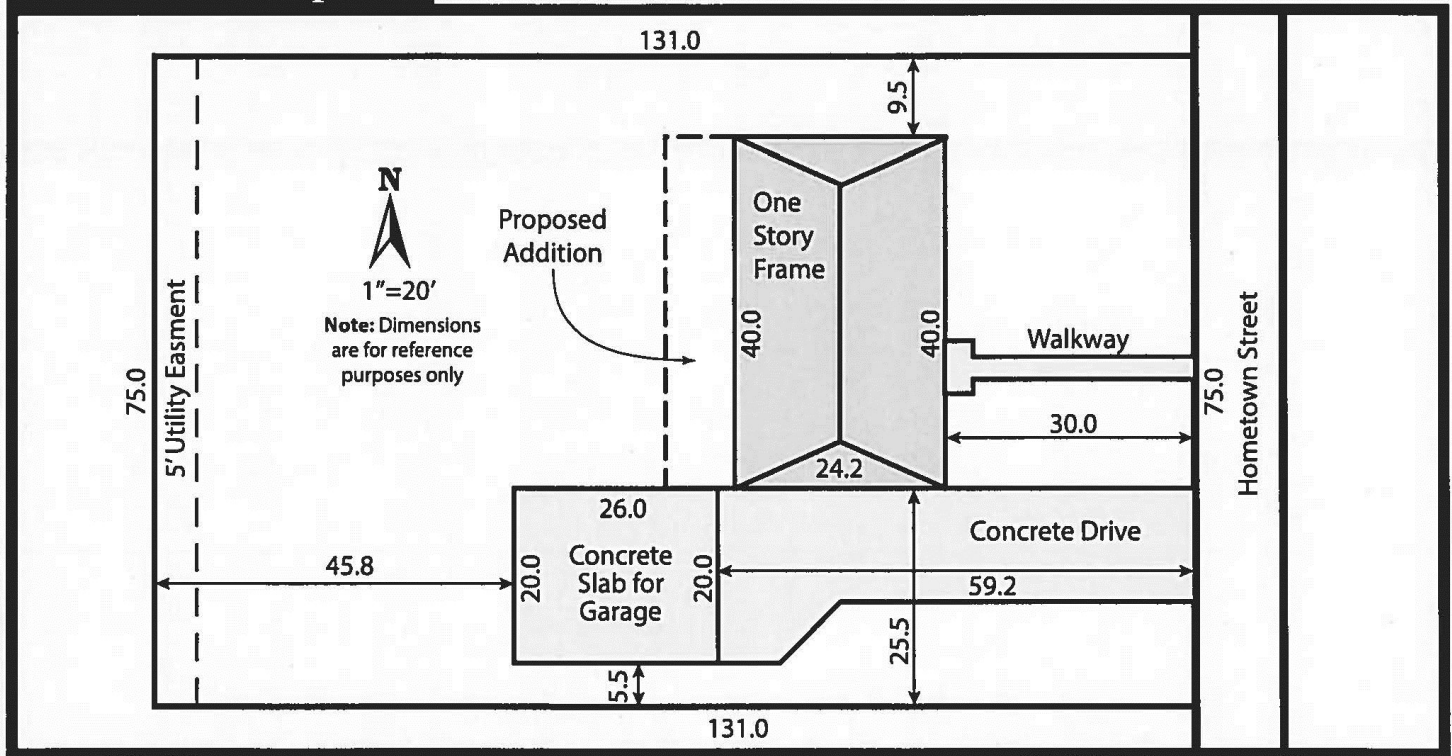 131.0
9.5
N
1"=20'
Note: Dimensions
are for reference
purposes only
Proposed
Addition
One
Story
Frame
40.0
40.0
Walkway
30.0
24.2
75.0
5' Utility Easment
75.0
Hometown Street
26.0
Concrete
Slab for
Garage
20.0
20.0
45.8
Concrete Drive
59.2
25.5
5.5
131.0